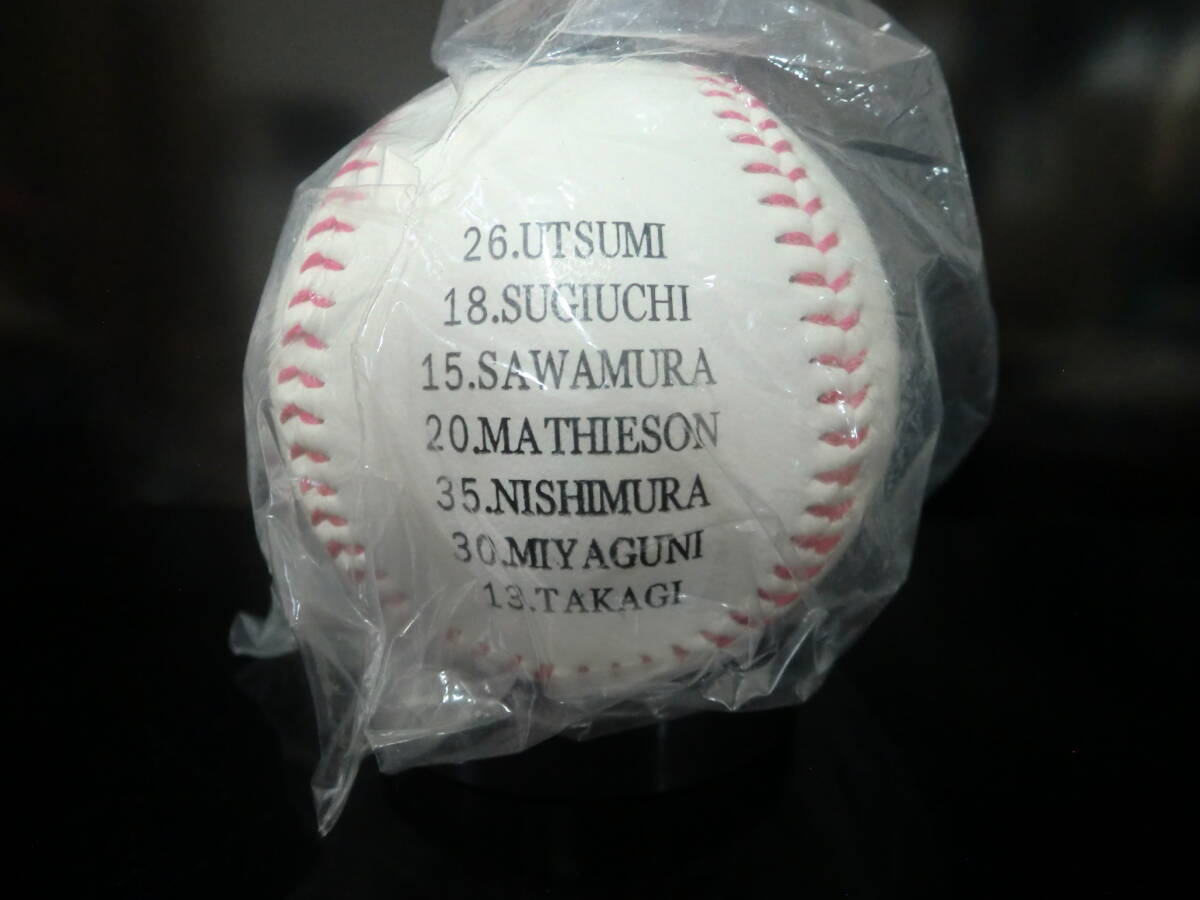 26.UTSUMI
18.SUGIUCHI
15.SAWAMURA
20.MATHIESON
35.NISHIMURA
30.MIYAGUNI
13.TAKAGI